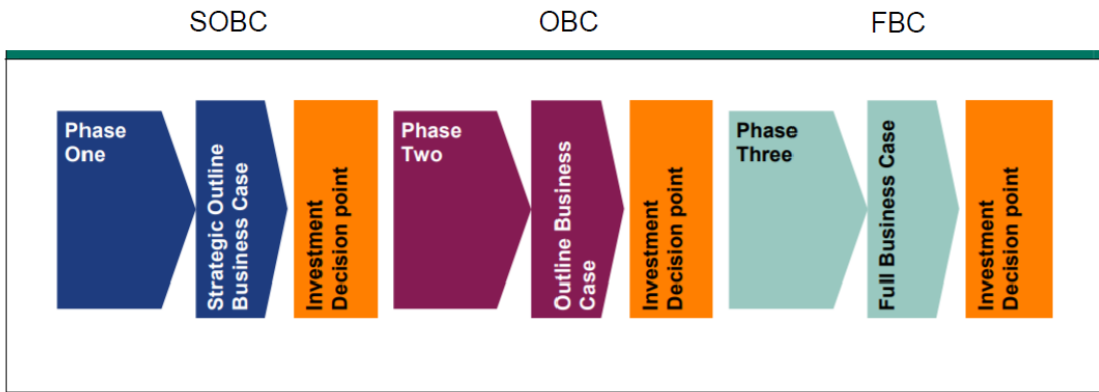 SOBC
OBC
FBC
Phase
One
Strategic Outline
Business Case
Investment
Decision point
Phase
Two
Outline Business
Case
Investment
Decision point
Phase
Three
Full Business Case
Investment
Decision point